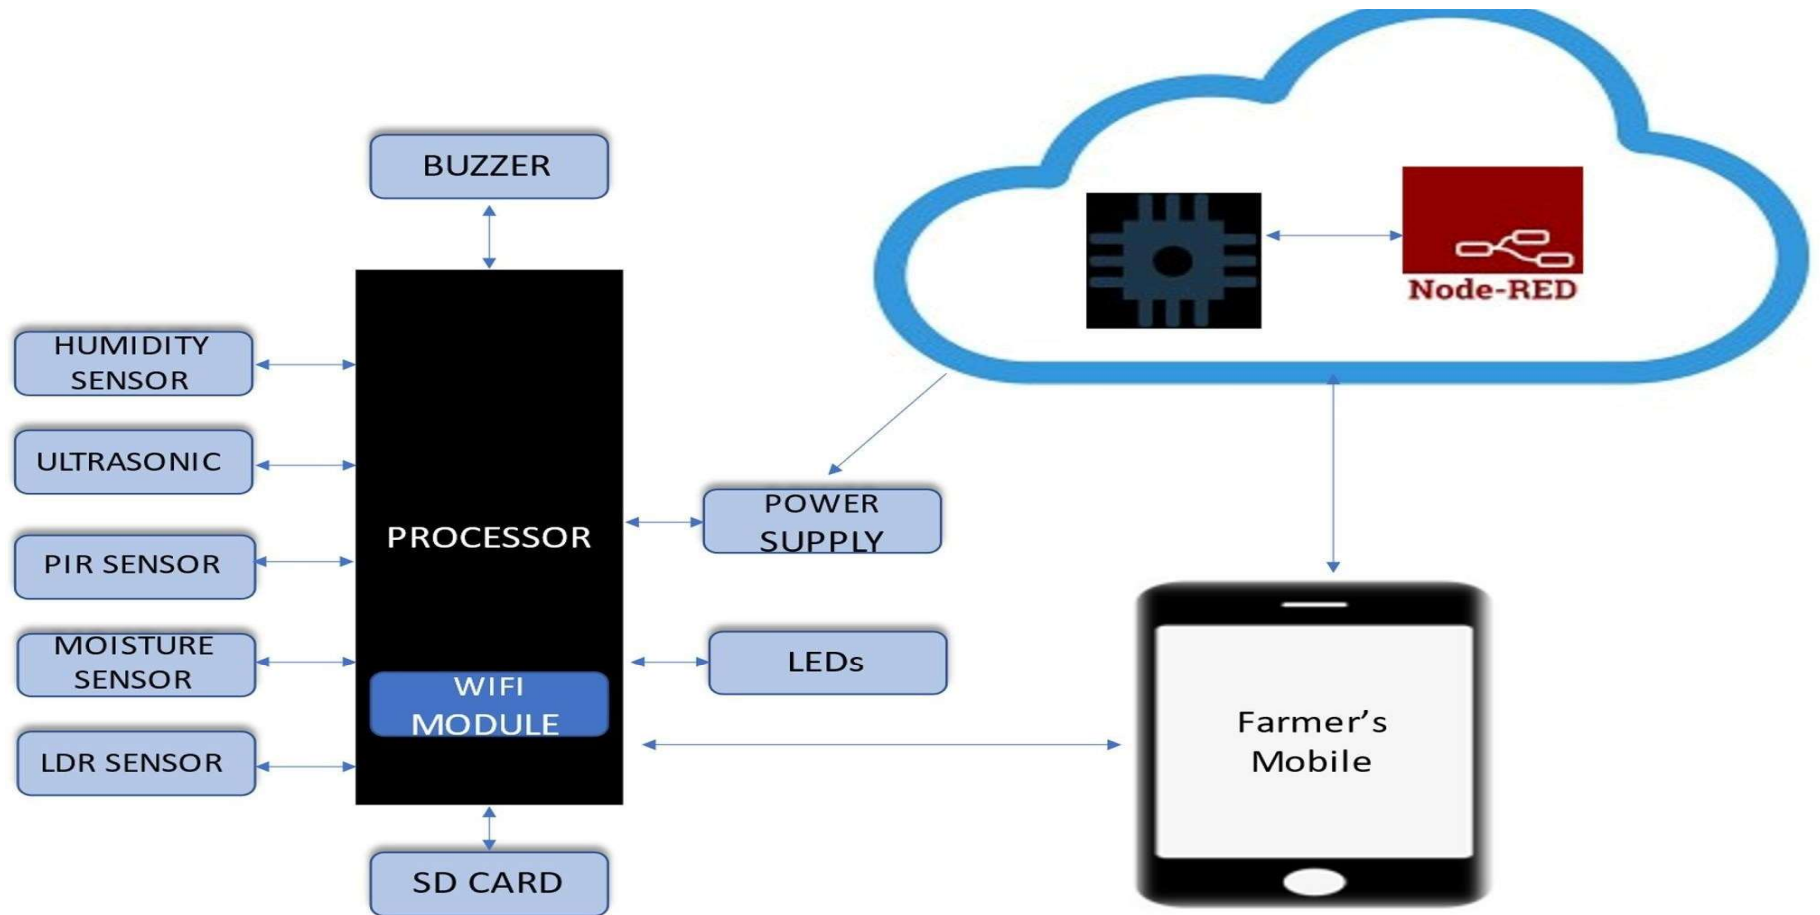 BUZZER
HUMIDITY
SENSOR
ULTRASONIC
PIR SENSOR
MOISTURE
SENSOR
LDR SENSOR
PROCESSOR
WIFI
MODULE
SD CARD
POWER
SUPPLY
LEDs
Node-RED
Farmer’s
Mobile